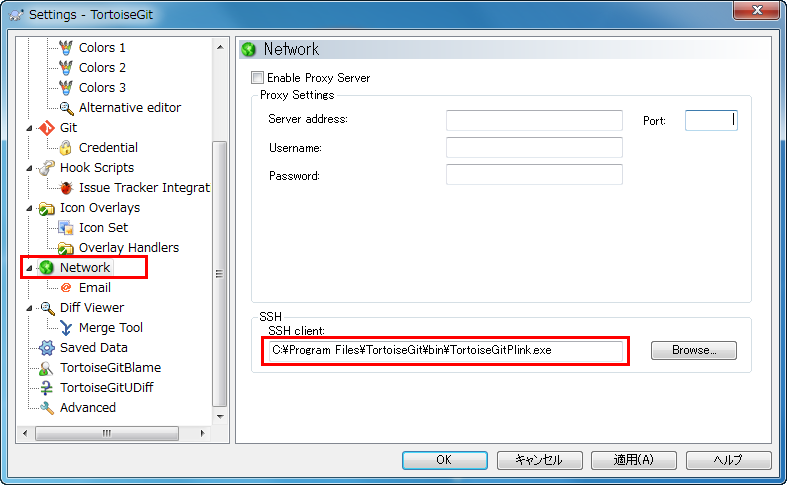 Settings - TortoiseGit
Colors 1
Colors 2
Colors 3
Alternative editor
Git
Credential
Hook Scripts
Issue Tracker Integrat
Icon Overlays
Icon Set
Overlay Handlers
Network
Email
Diff Viewer
Merge Tool
Saved Data
TortoiseGitBlame
TortoiseGitUDiff
Advanced
Network
Enable Proxy Server
Proxy Settings
Server address:
Port:
Username:
Password:
SSH
SSH client:
C:¥Program Files¥TortoiseGit¥bin¥TortoiseGitPlink.exe
Browse...
OK
キャンセル
適用(A)
ヘルプ